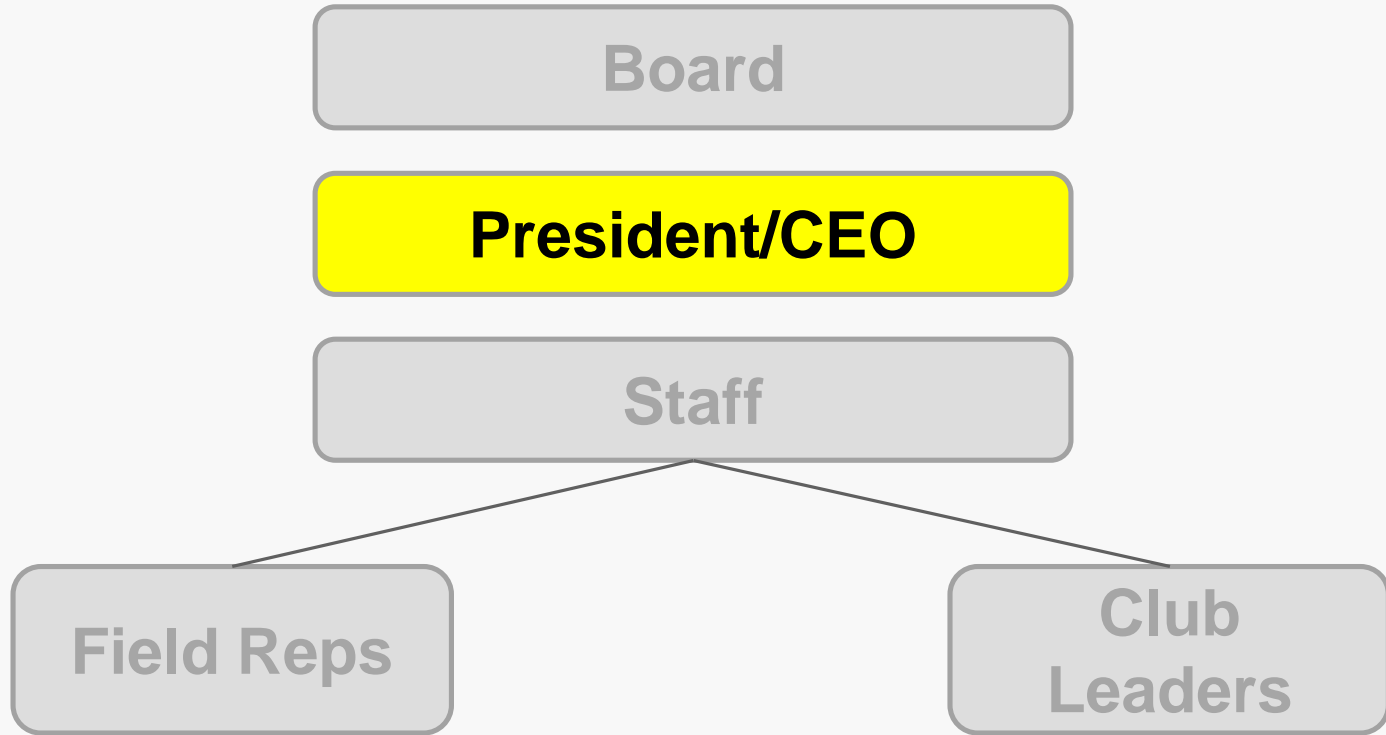 Board
President/CEO
Staff
Field Reps
Club
Leaders